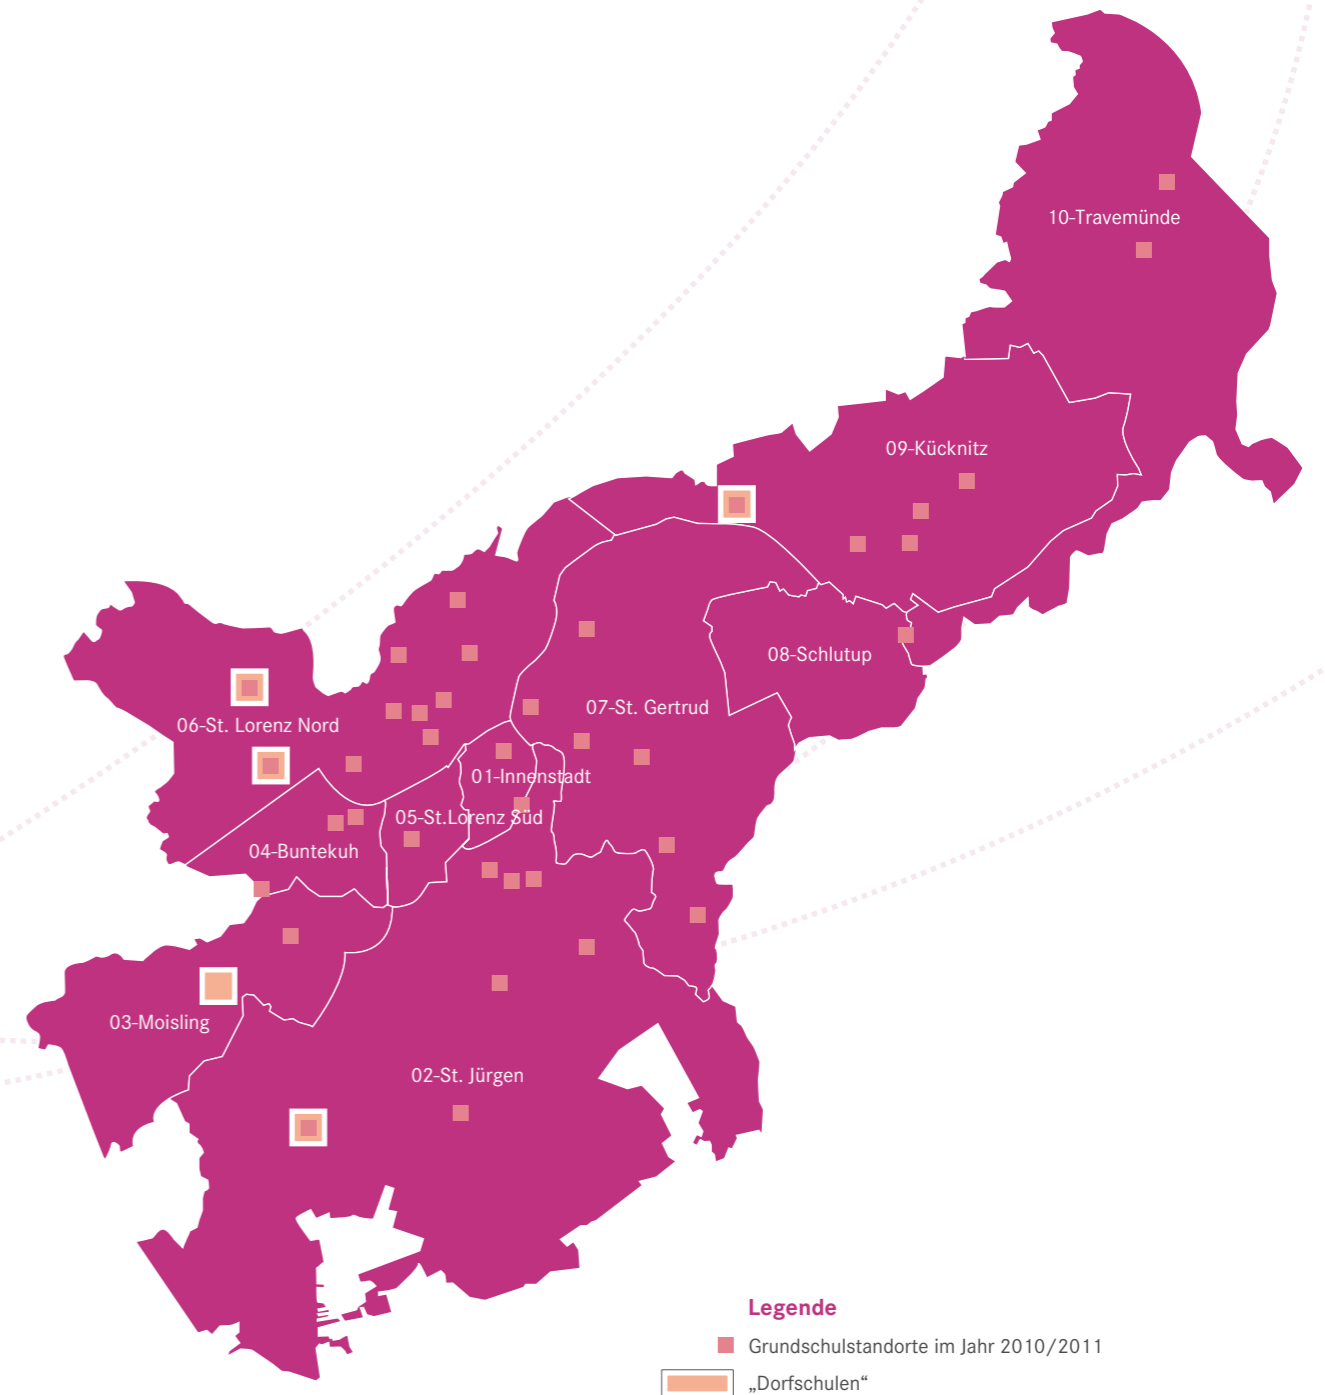 10-Travemünde
09-Kücknitz
08-Schlutup
07-St. Gertrud
06-St. Lorenz Nord
01-Innenstadt
05-St.Lorenz Süd
04-Buntekuh
03-Moisling
02-St. Jürgen
Legende
Grundschulstandorte im Jahr 2010/2011
„Dorfschulen“